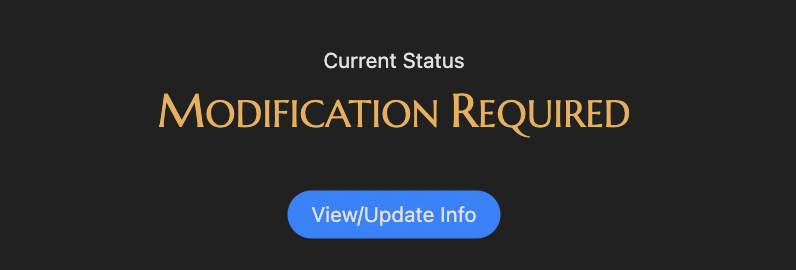 Current Status
Modification Required
View/Update Info